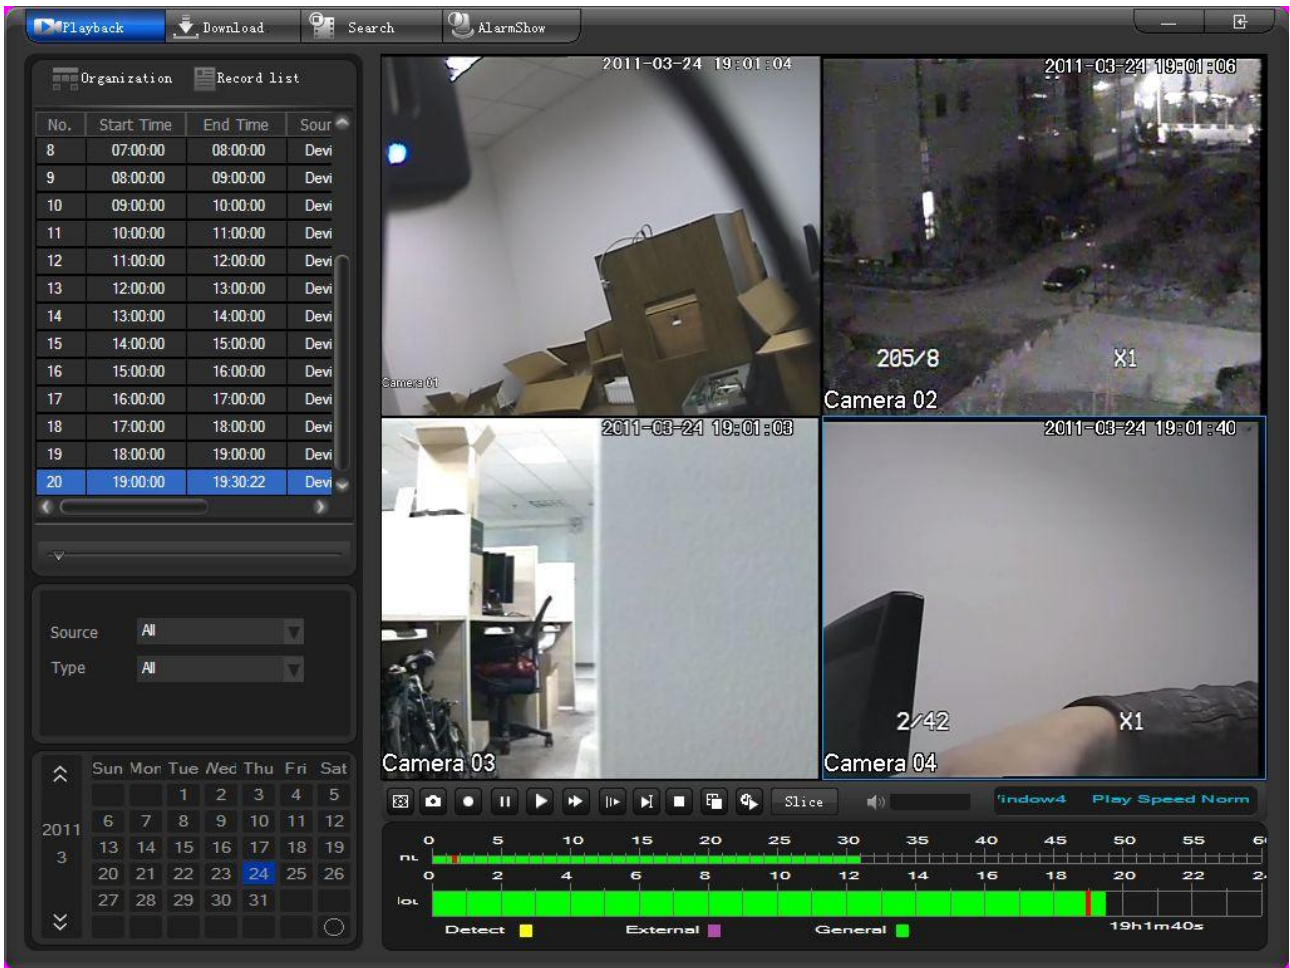 Playback Download Search AlarmShow
Organization Record list
No. Start Time End Time Sour
8 07:00:00 08:00:00 Devi
9 08:00:00 09:00:00 Devi
10 09:00:00 10:00:00 Devi
11 10:00:00 11:00:00 Devi
12 11:00:00 12:00:00 Devi
13 12:00:00 13:00:00 Devi
14 13:00:00 14:00:00 Devi
15 14:00:00 15:00:00 Devi
16 15:00:00 16:00:00 Devi
17 16:00:00 17:00:00 Devi
18 17:00:00 18:00:00 Devi
19 18:00:00 19:00:00 Devi
20 19:00:00 19:30:22 Devi
Source All
Type All
2011
3
Sun Mon Tue Wed Thu Fri Sat
1 2 3 4 5
6 7 8 9 10 11 12
13 14 15 16 17 18 19
20 21 22 23 24 25 26
27 28 29 30 31
2011-03-24 19:01:04
Camera 01
2011-03-24 19:01:06
205/8 X1
Camera 02
2011-03-24 19:01:03
Camera 03
2011-03-24 19:01:40
2/42 X1
Camera 04
Slice
indow4 Play Speed Norm
0 5 10 15 20 25 30 35 40 45 50 55 6
0 2 4 6 8 10 12 14 16 18 20 22 2
19h1m40s
Detect External General